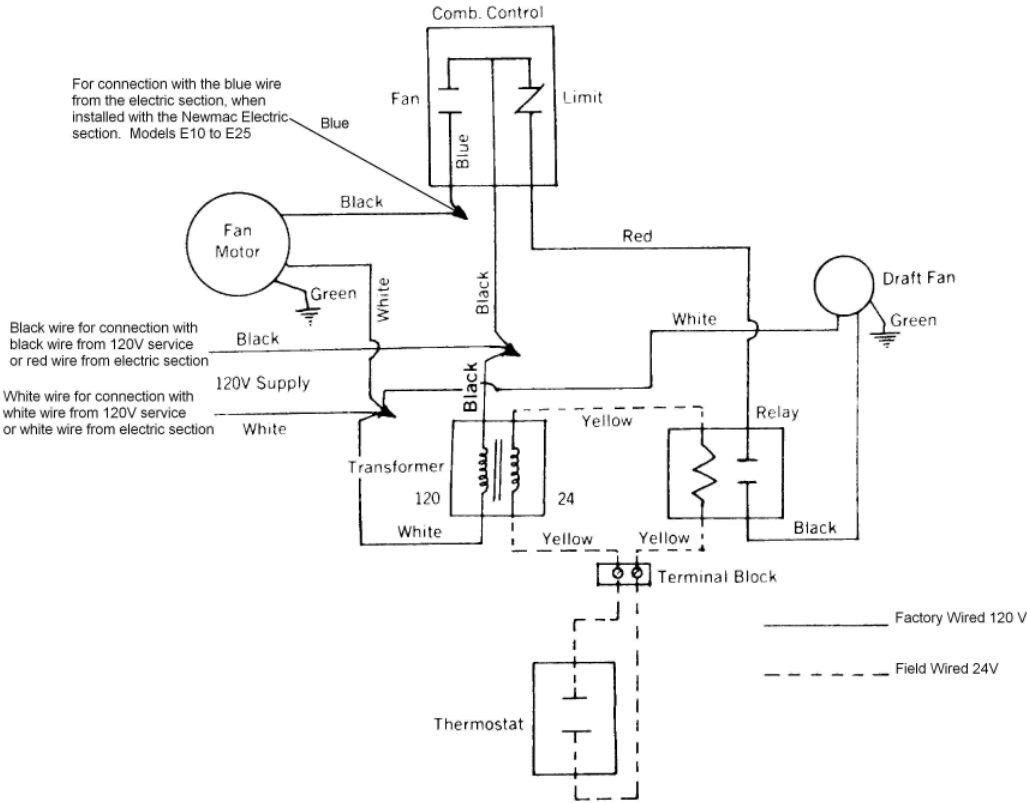 Comb. Control
For connection with the blue wire
from the electric section, when
installed with the Newmac Electric
section.  Models E10 to E25
Blue
Fan
Limit
Blue
Black
Fan
Motor
Green
White
Black
Red
Draft Fan
Green
White
Black wire for connection with
black wire from 120V service
or red wire from electric section
Black
120V Supply
White wire for connection with
white wire from 120V service
or white wire from electric section
White
Black
Yellow
Relay
Transformer
120
24
White
Yellow
Yellow
Black
Terminal Block
Factory Wired 120 V
Field Wired 24V
Thermostat